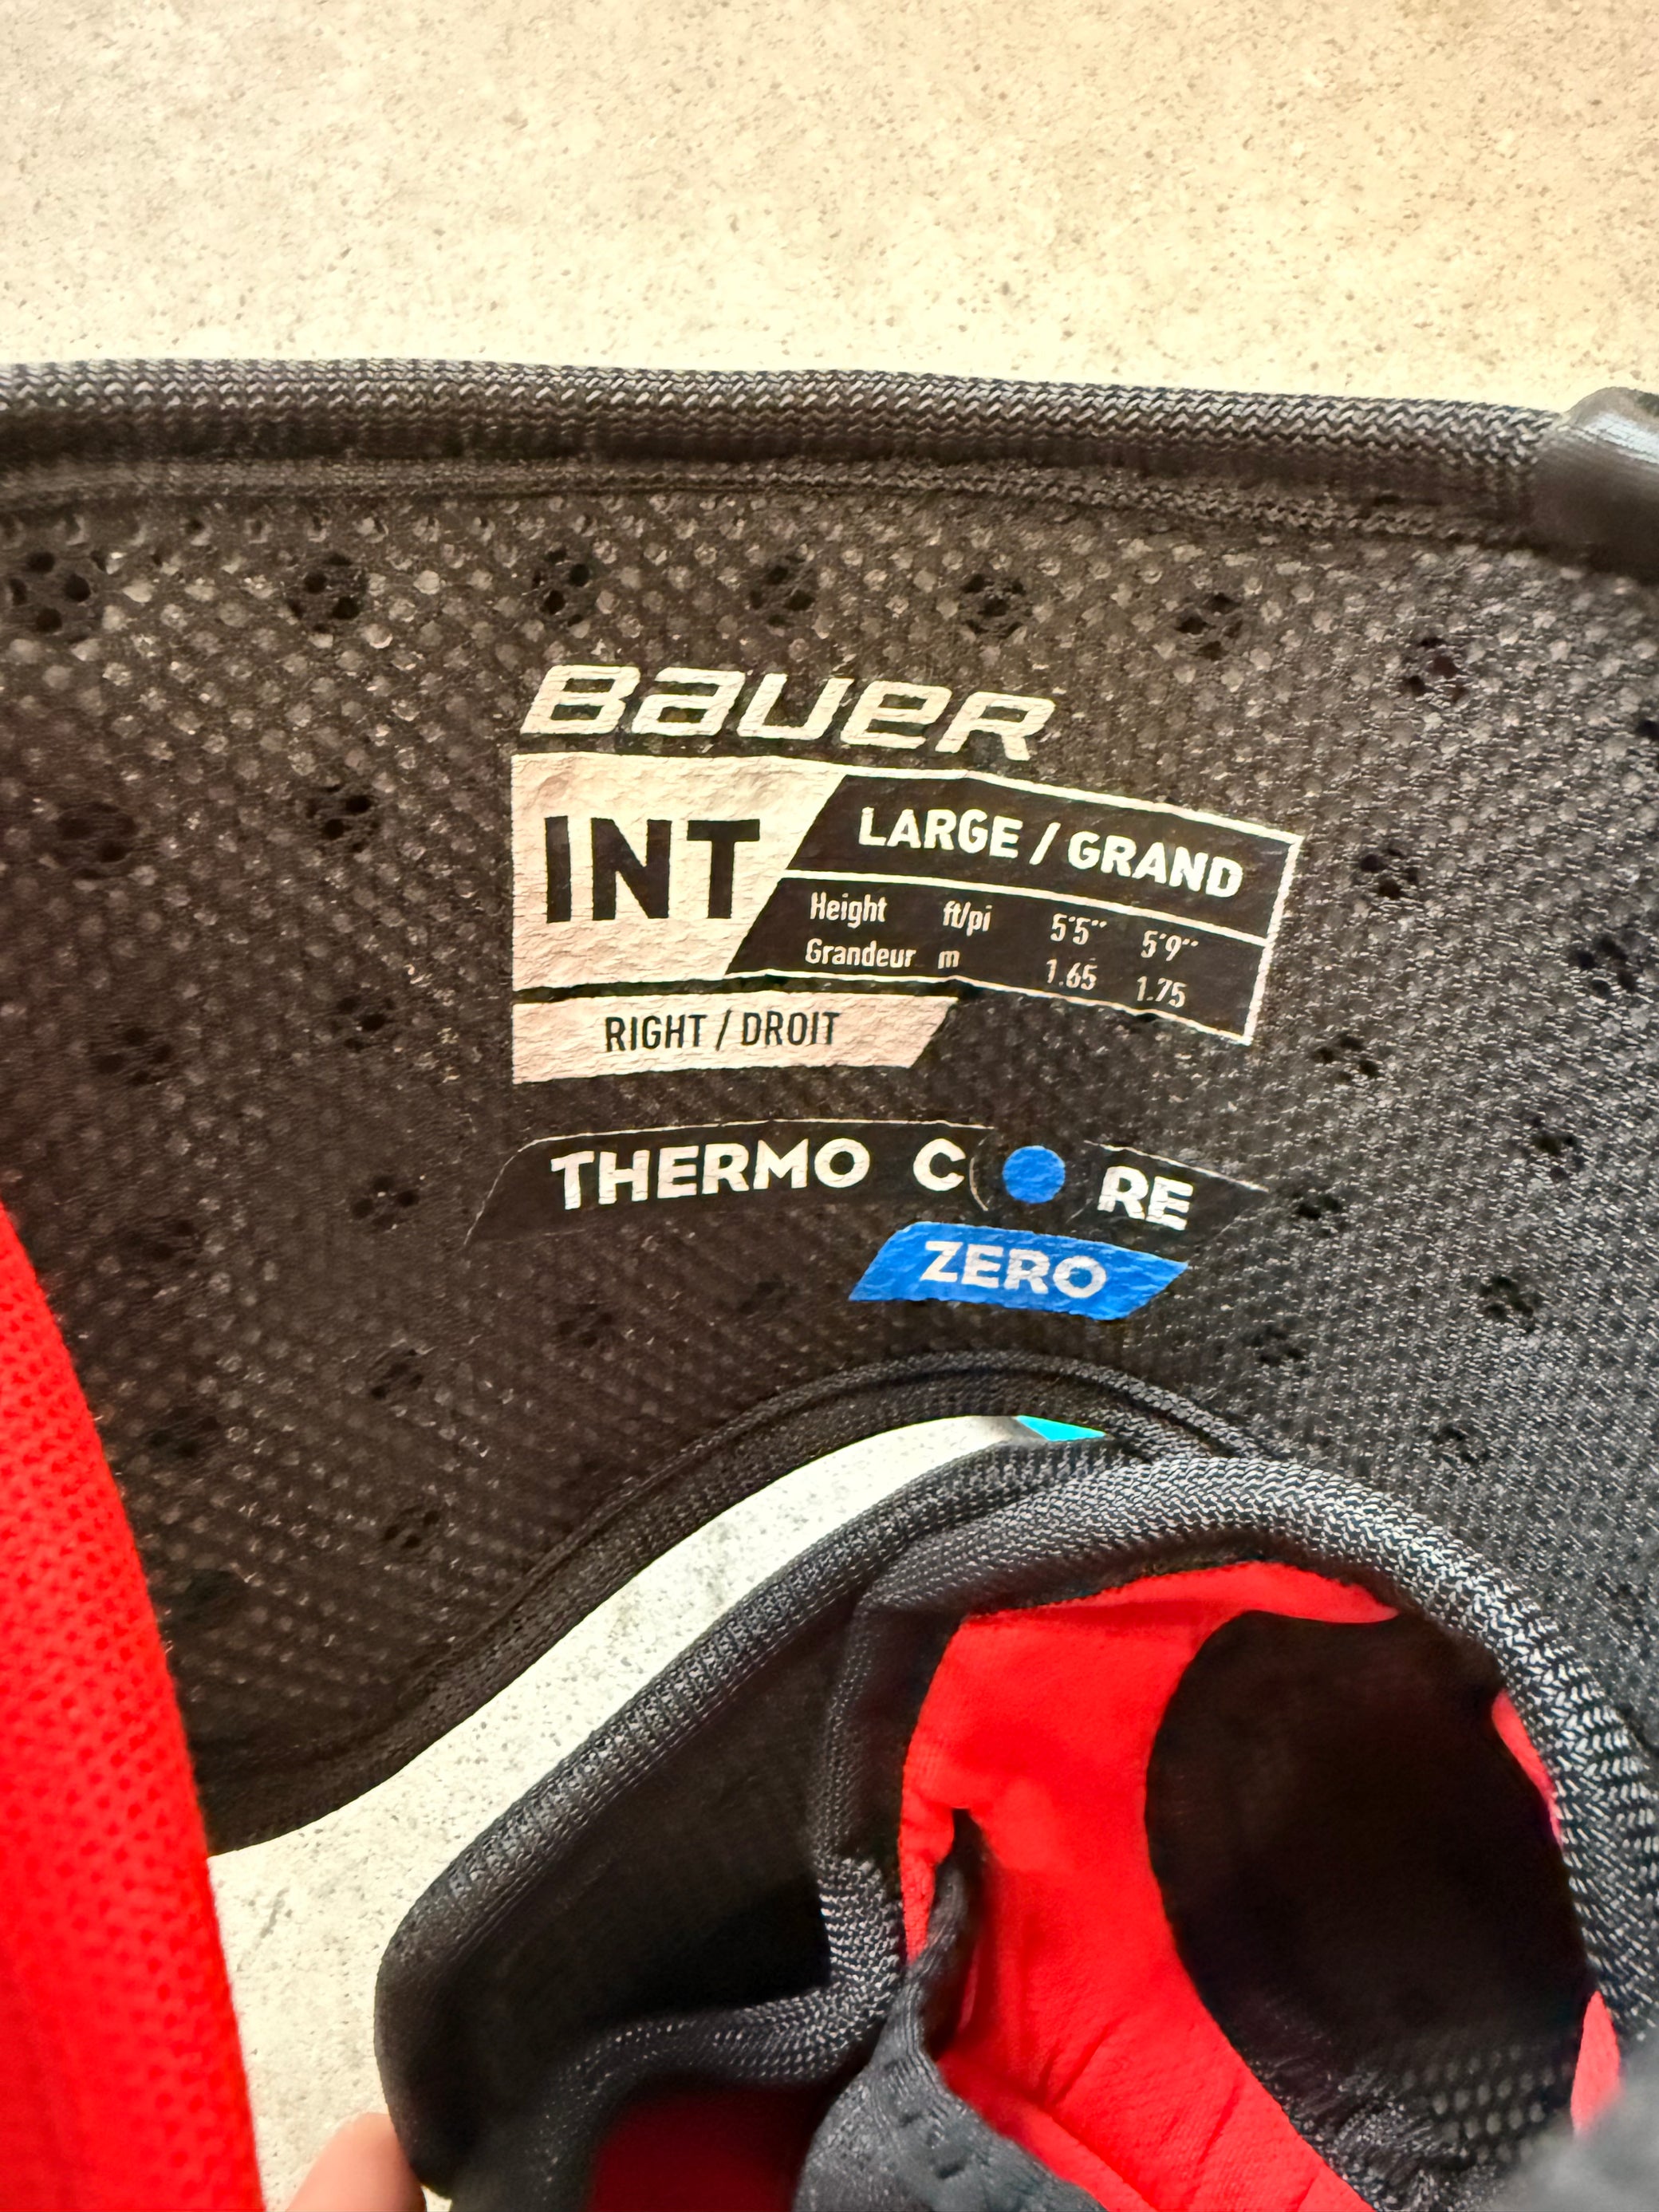 BAUER
INT
LARGE / GRAND
Height ft/pi 5'5" 5'9"
Grandeur m 1.65 1.75
RIGHT / DROIT
THERMO CORE
ZERO